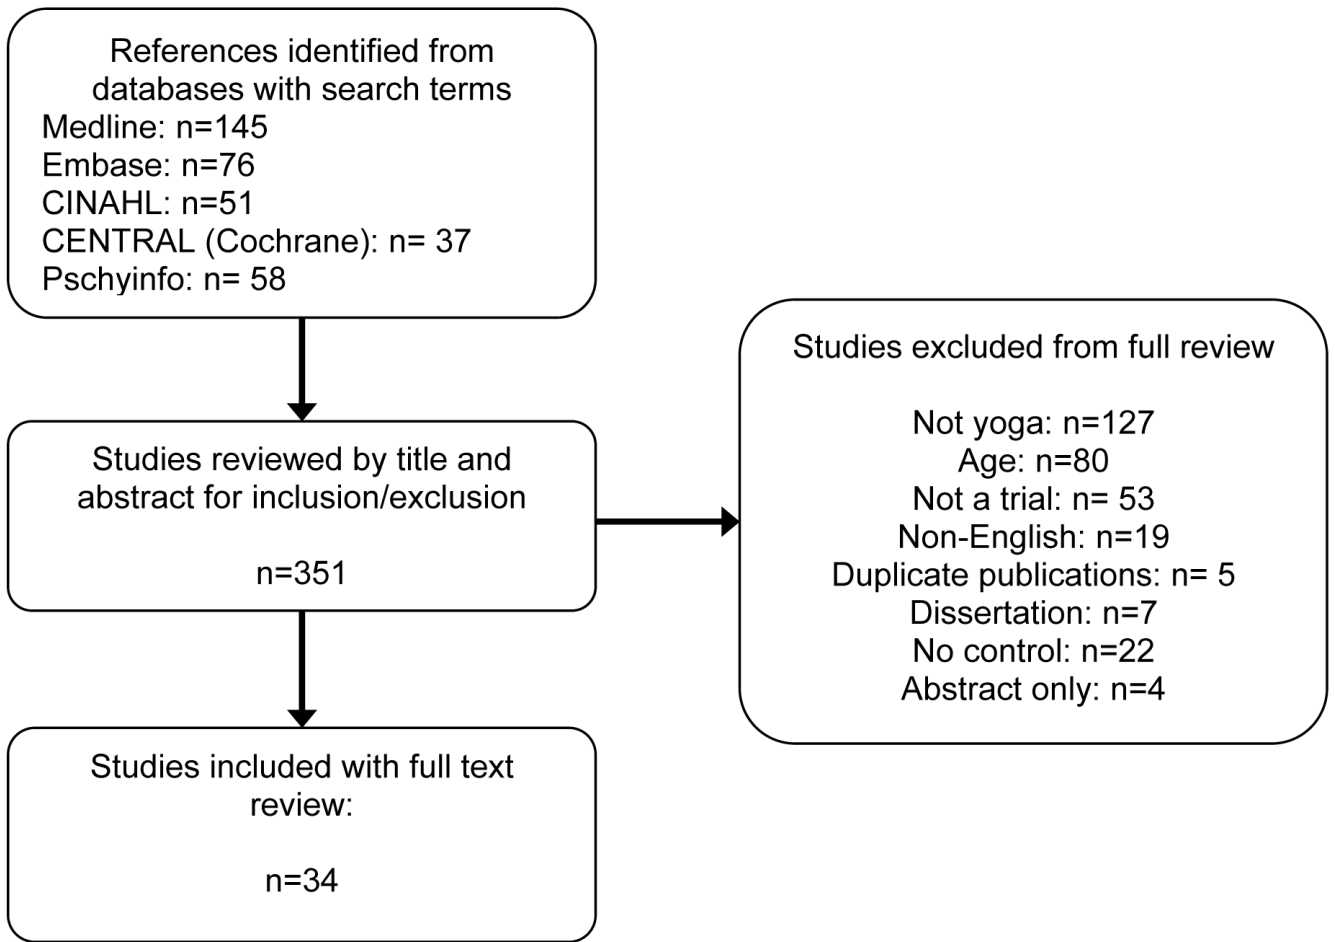 References identified from
databases with search terms
Medline: n=145
Embase: n=76
CINAHL: n=51
CENTRAL (Cochrane): n= 37
Pschyinfo: n= 58
Studies reviewed by title and
abstract for inclusion/exclusion
n=351
Studies excluded from full review
Not yoga: n=127
Age: n=80
Not a trial: n= 53
Non-English: n=19
Duplicate publications: n= 5
Dissertation: n=7
No control: n=22
Abstract only: n=4
Studies included with full text
review:
n=34